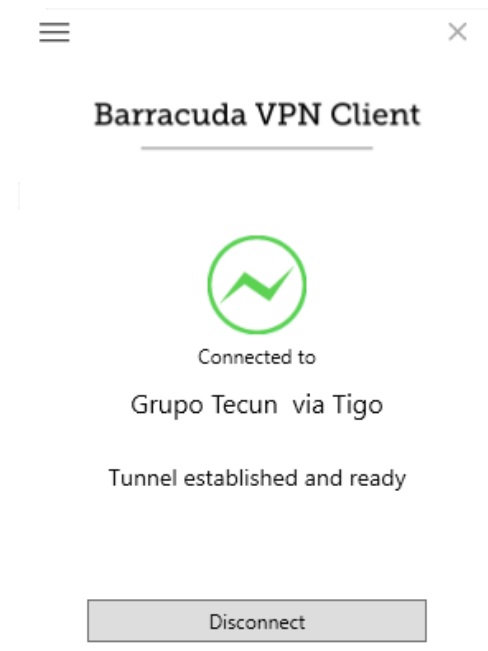 Barracuda VPN Client
Connected to
Grupo Tecun  via Tigo
Tunnel established and ready
Disconnect